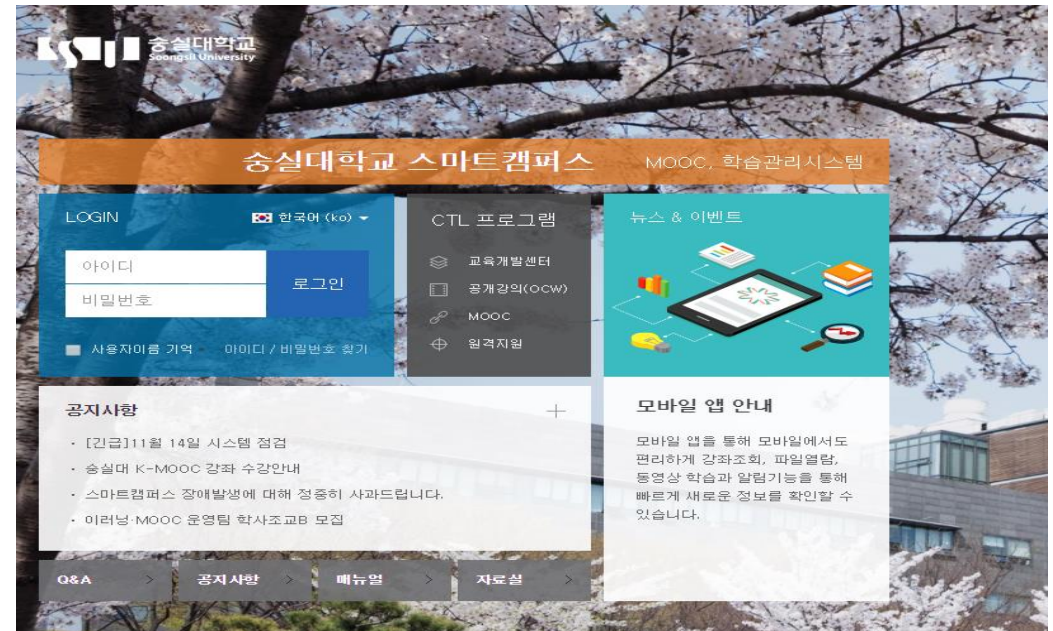 숭실대학교
Soongsil University
숭실대학교 스마트캠퍼스 MOOC, 학습관리시스템
LOGIN 한국어 (ko)
아이디
비밀번호
로그인
사용자이름 기억 아이디 / 비밀번호 찾기
CTL 프로그램
교육개발센터
공개강의(OCW)
MOOC
원격지원
뉴스 & 이벤트
공지사항 +
· [긴급]11월 14일 시스템 점검
· 숭실대 K-MOOC 강좌 수강안내
· 스마트캠퍼스 장애발생에 대해 정중히 사과드립니다.
· 이러닝·MOOC 운영팀 학사조교B 모집
모바일 앱 안내
모바일 앱을 통해 모바일에서도
편리하게 강좌조회, 파일열람,
동영상 학습과 알림기능을 통해
빠르게 새로운 정보를 확인할 수
있습니다.
Q&A > 공지사항 > 매뉴얼 > 자료실 >